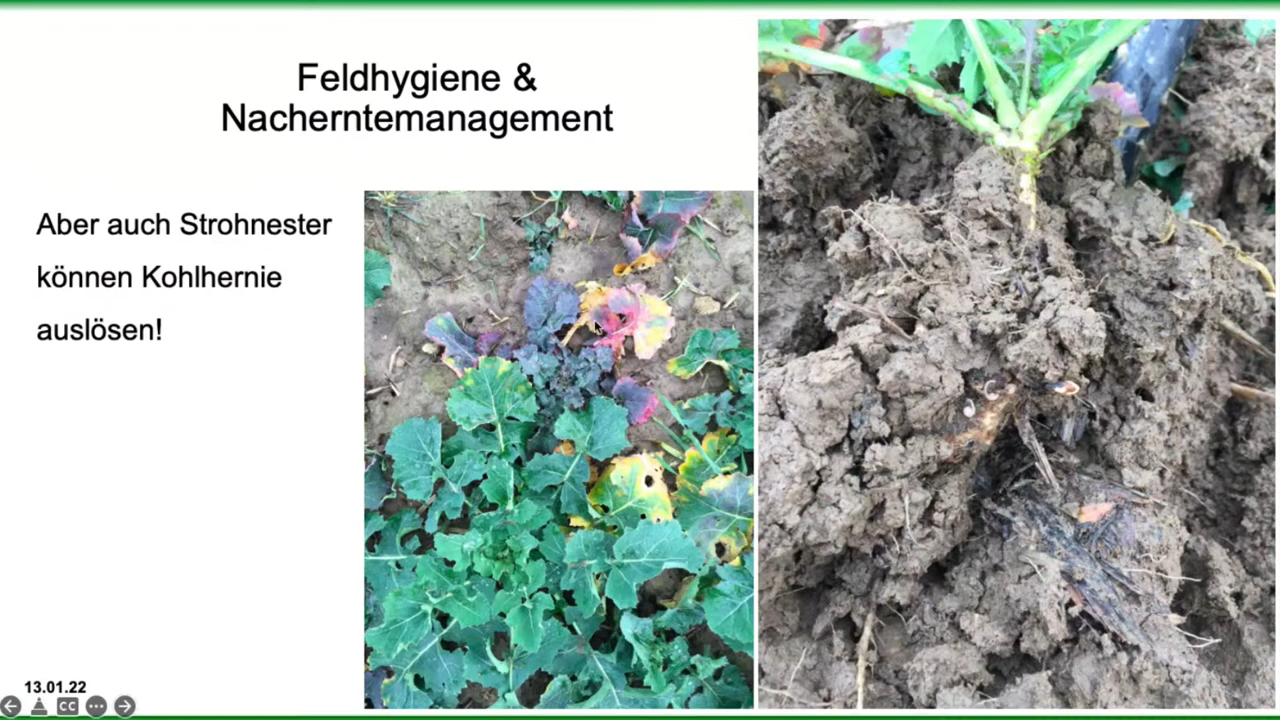 Feldhygiene &
Nacherntemanagement
Aber auch Strohnester
können Kohlhernie
auslösen!
13.01.22
CC